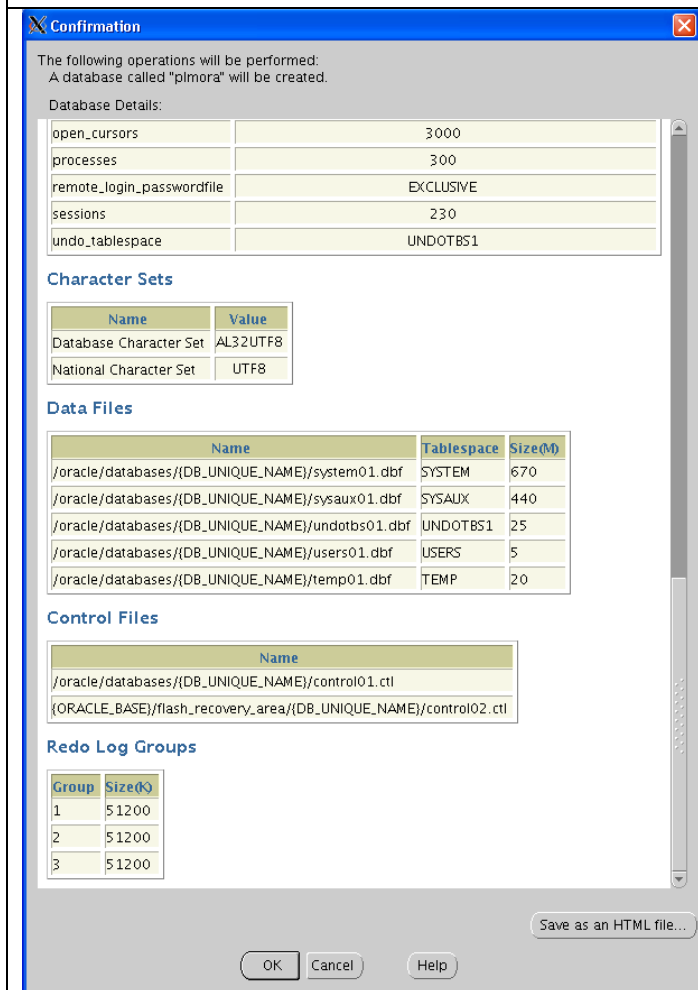 Confirmation
The following operations will be performed:
A database called "plmora" will be created.
Database Details:
open_cursors 3000
processes 300
remote_login_passwordfile EXCLUSIVE
sessions 230
undo_tablespace UNDOTBS1
Character Sets
Name Value
Database Character Set AL32UTF8
National Character Set UTF8
Data Files
Name Tablespace Size(M)
/oracle/databases/{DB_UNIQUE_NAME}/system01.dbf SYSTEM 670
/oracle/databases/{DB_UNIQUE_NAME}/sysaux01.dbf SYSAUX 440
/oracle/databases/{DB_UNIQUE_NAME}/undotbs01.dbf UNDOTBS1 25
/oracle/databases/{DB_UNIQUE_NAME}/users01.dbf USERS 5
/oracle/databases/{DB_UNIQUE_NAME}/temp01.dbf TEMP 20
Control Files
Name
/oracle/databases/{DB_UNIQUE_NAME}/control01.ctl
{ORACLE_BASE}/flash_recovery_area/{DB_UNIQUE_NAME}/control02.ctl
Redo Log Groups
Group Size(K)
1 51200
2 51200
3 51200
Save as an HTML file...
OK Cancel Help